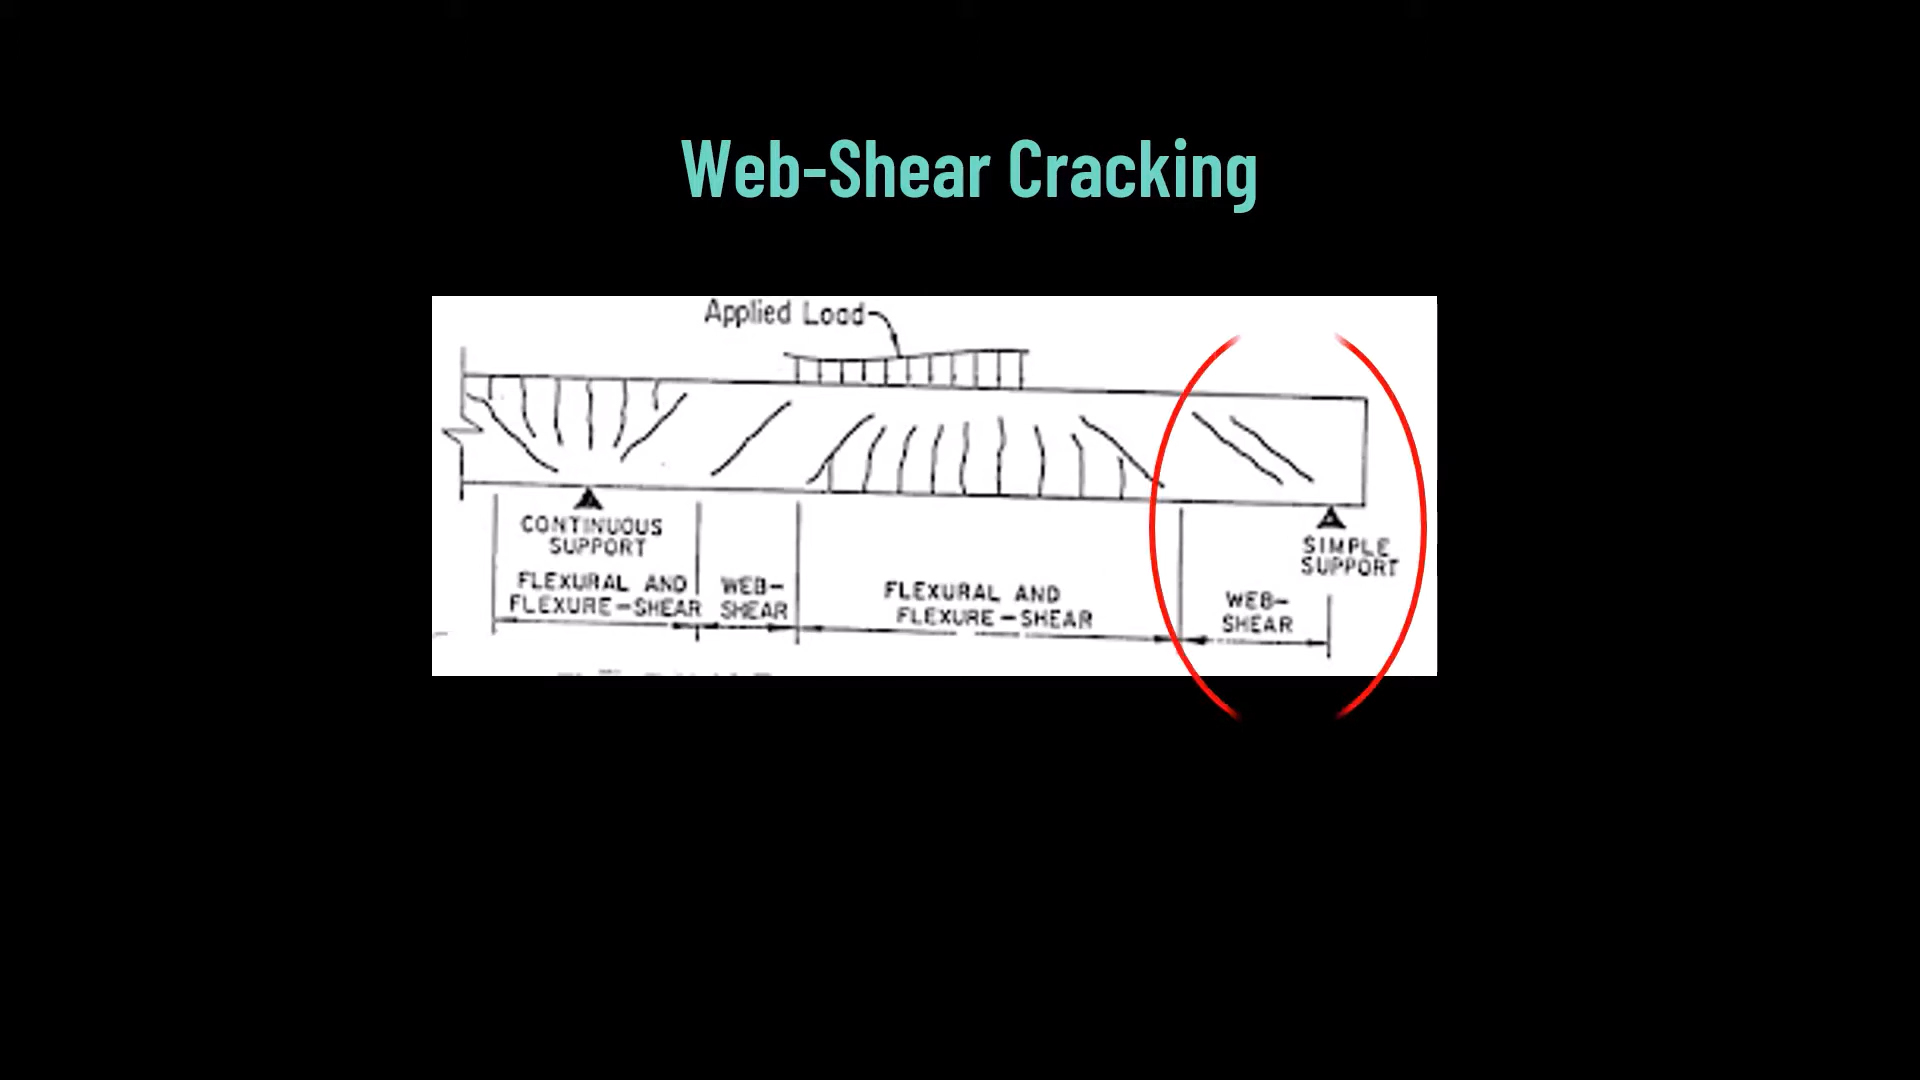 Web-Shear Cracking
Applied Load
CONTINUOUS
SUPPORT
SIMPLE
SUPPORT
FLEXURAL AND
FLEXURE-SHEAR
WEB-
SHEAR
FLEXURAL AND
FLEXURE-SHEAR
WEB-
SHEAR